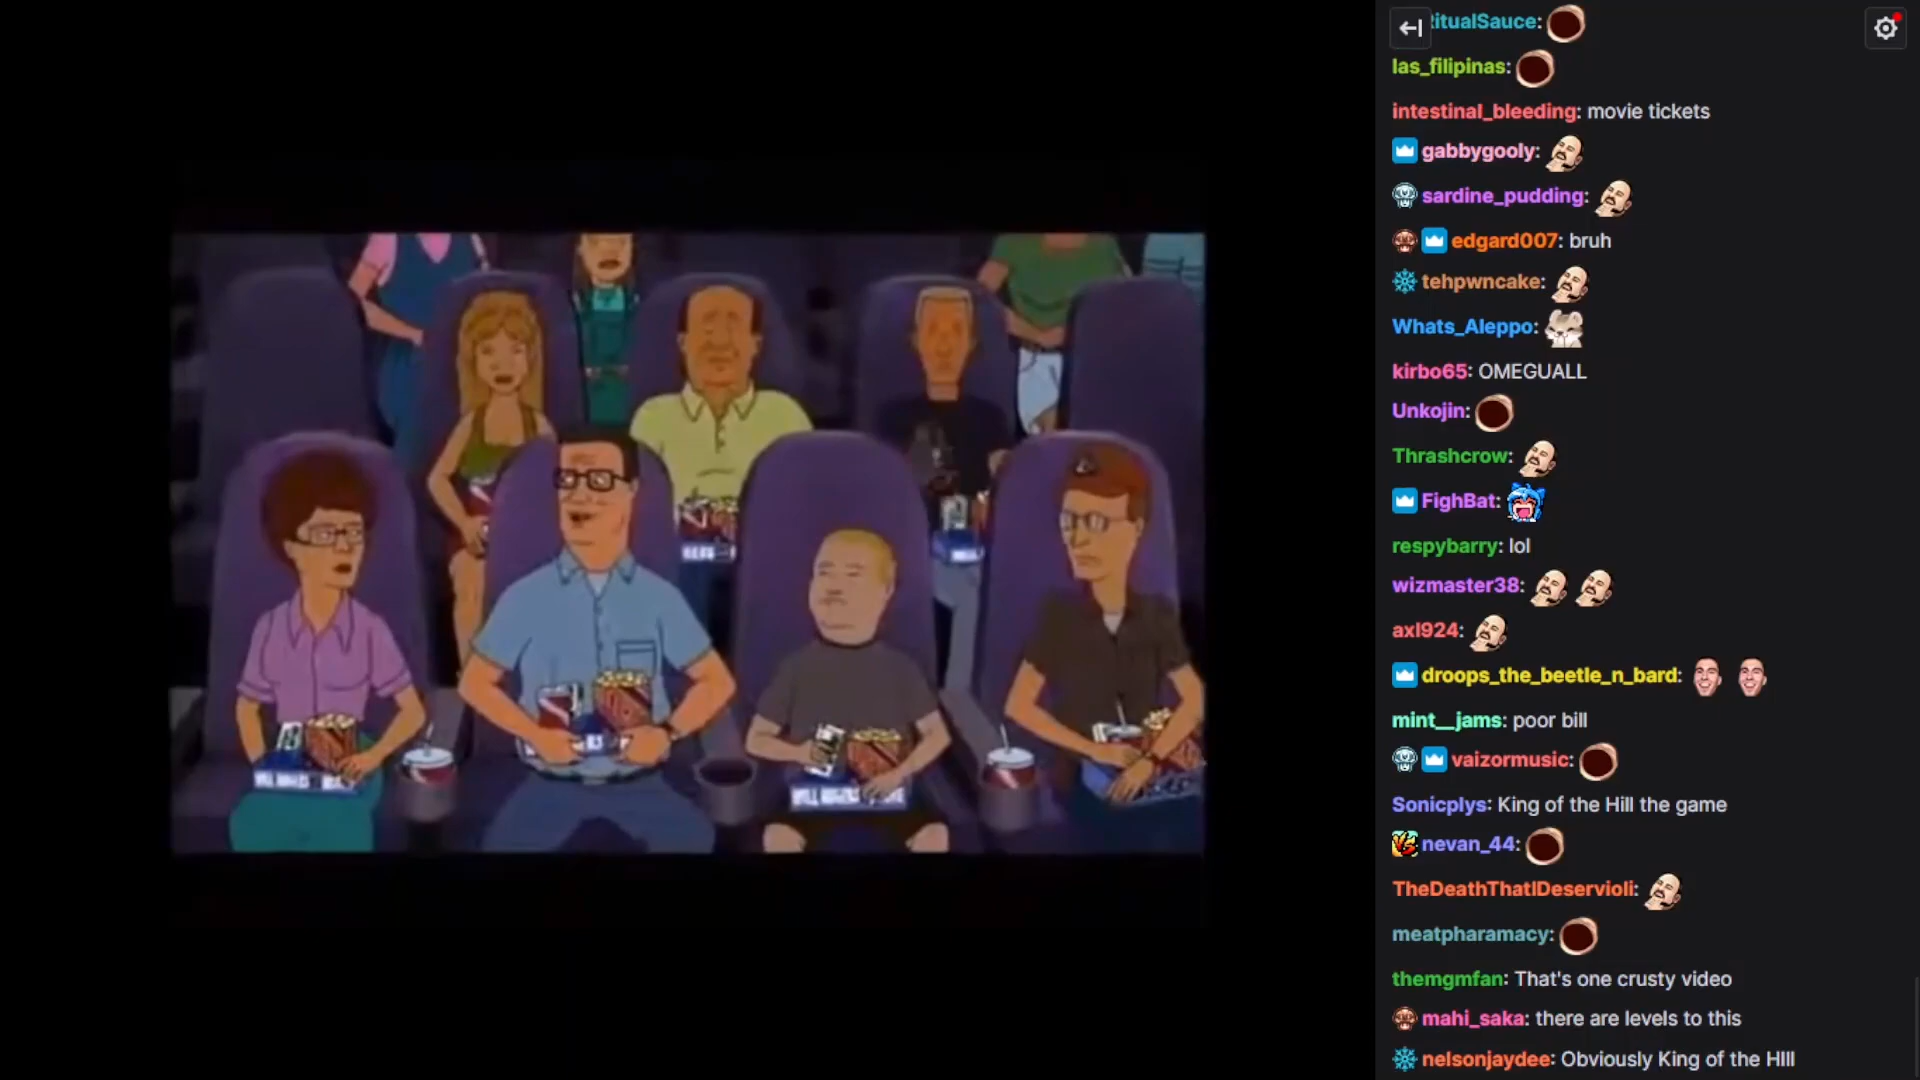 itualSauce:
las_filipinas:
intestinal_bleeding: movie tickets
gabbygooly:
sardine_pudding:
edgard007: bruh
tehpwncake:
Whats_Aleppo:
kirbo65: OMEGUALL
Unkojin:
Thrashcrow:
FighBat:
respybarry: lol
wizmaster38:
axl924:
droops_the_beetle_n_bard:
mint__jams: poor bill
vaizormusic:
Sonicplys: King of the Hill the game
nevan_44:
TheDeathThatIDeservioli:
meatpharamacy:
themgmfan: That's one crusty video
mahi_saka: there are levels to this
nelsonjaydee: Obviously King of the HIll